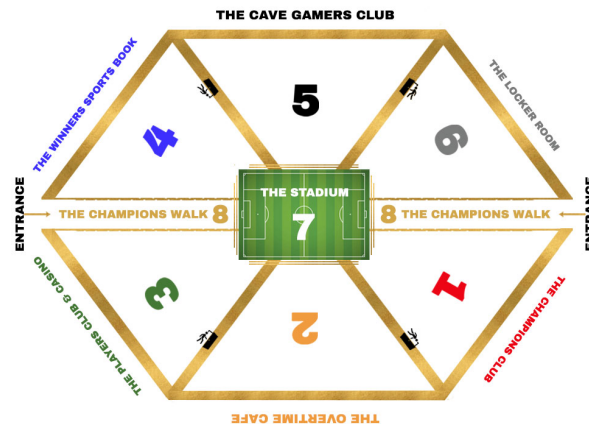 THE CAVE GAMERS CLUB
THE WINNERS SPORTS BOOK
4
5
6
THE LOCKER ROOM
ENTRANCE
THE CHAMPIONS WALK 8
THE STADIUM
7
8 THE CHAMPIONS WALK
ENTRANCE
THE PLAYERS CLUB & CASINO
3
2
1
THE CHAMPIONS CLUB
THE OVERTIME CAFE